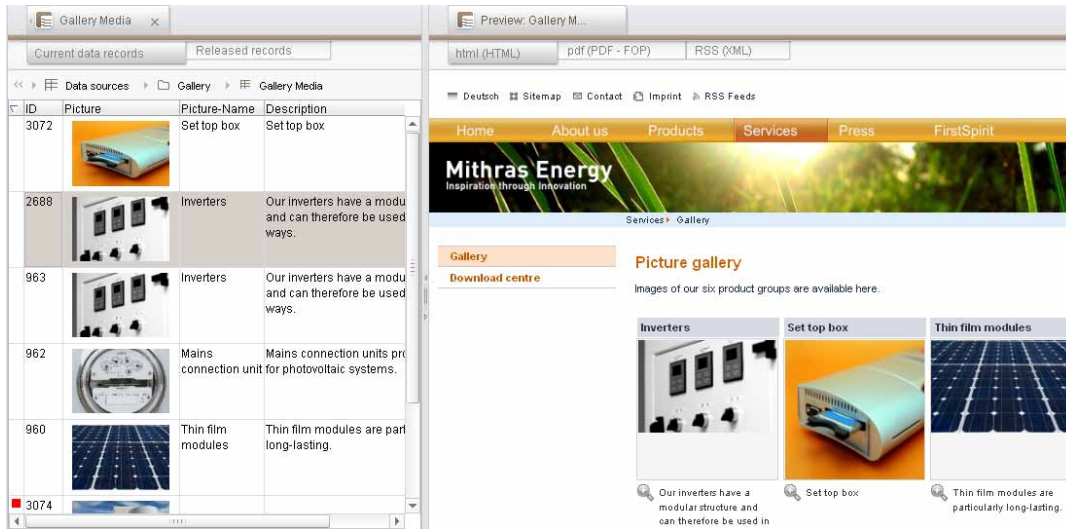 Gallery Media
Current data records
Released records
Data sources
Gallery
Gallery Media
ID Picture Picture-Name Description
3072 Set top box Set top box
2688 Inverters Our inverters have a modu
and can therefore be used
ways.
963 Inverters Our inverters have a modu
and can therefore be used
ways.
962 Mains Mains connection units pro
connection unit for photovoltaic systems.
960 Thin film Thin film modules are part
modules long-lasting.
3074
Preview: Gallery M...
html (HTML) pdf (PDF - FOP) RSS (XML)
Deutsch Sitemap Contact Imprint RSS Feeds
Home About us Products Services Press FirstSpirit
Mithras Energy
Inspiration through Innovation
Services Gallery
Gallery
Download centre
Picture gallery
Images of our six product groups are available here.
Inverters Set top box Thin film modules
Our inverters have a Set top box Thin film modules are
modular structure and particularly long-lasting.
can therefore be used in